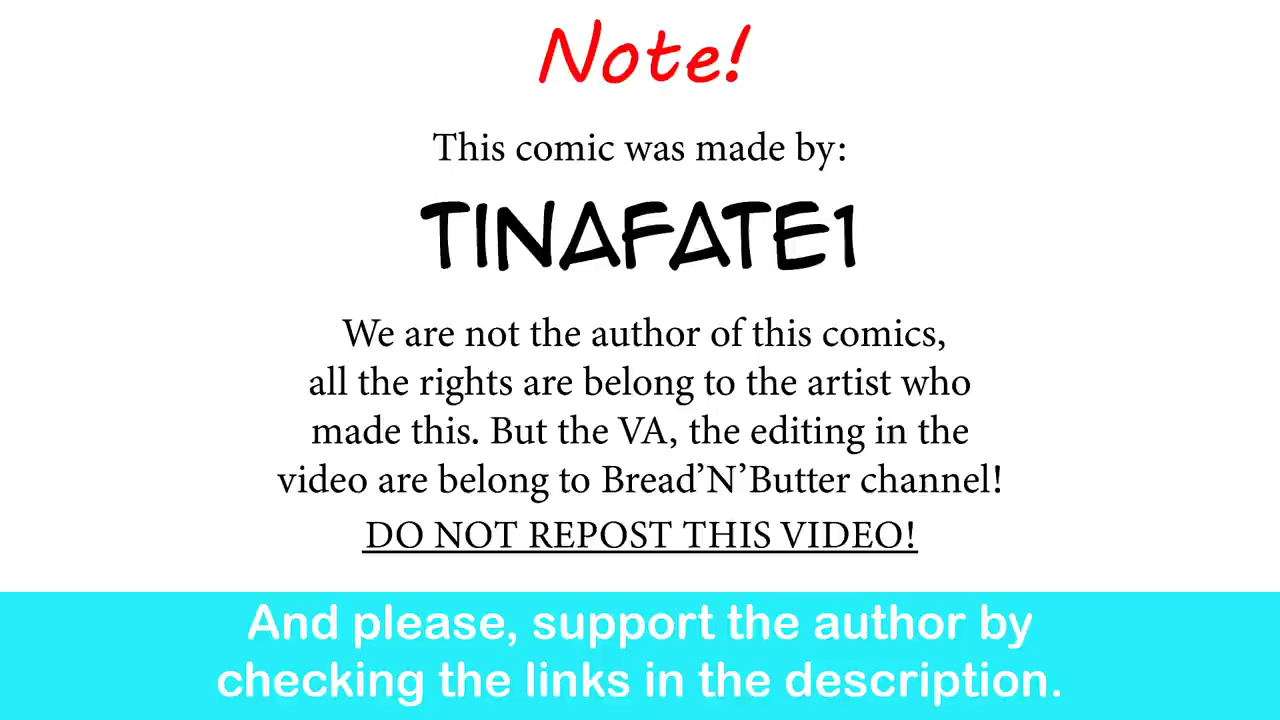 Note!
This comic was made by:
TINAFATE1
We are not the author of this comics,
all the rights are belong to the artist who
made this. But the VA, the editing in the
video are belong to Bread’N’Butter channel!
DO NOT REPOST THIS VIDEO!
And please, support the author by
checking the links in the description.